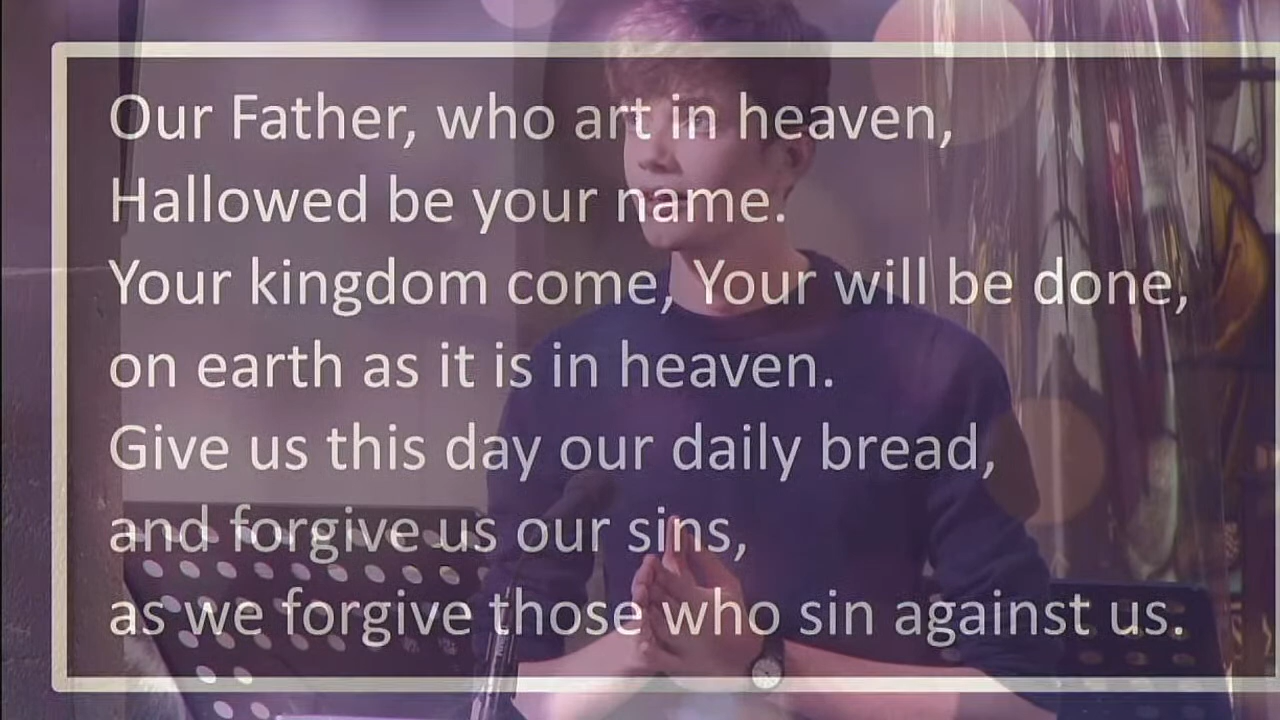 Our Father, who art in heaven,
Hallowed be your name.
Your kingdom come, Your will be done,
on earth as it is in heaven.
Give us this day our daily bread,
and forgive us our sins,
as we forgive those who sin against us.